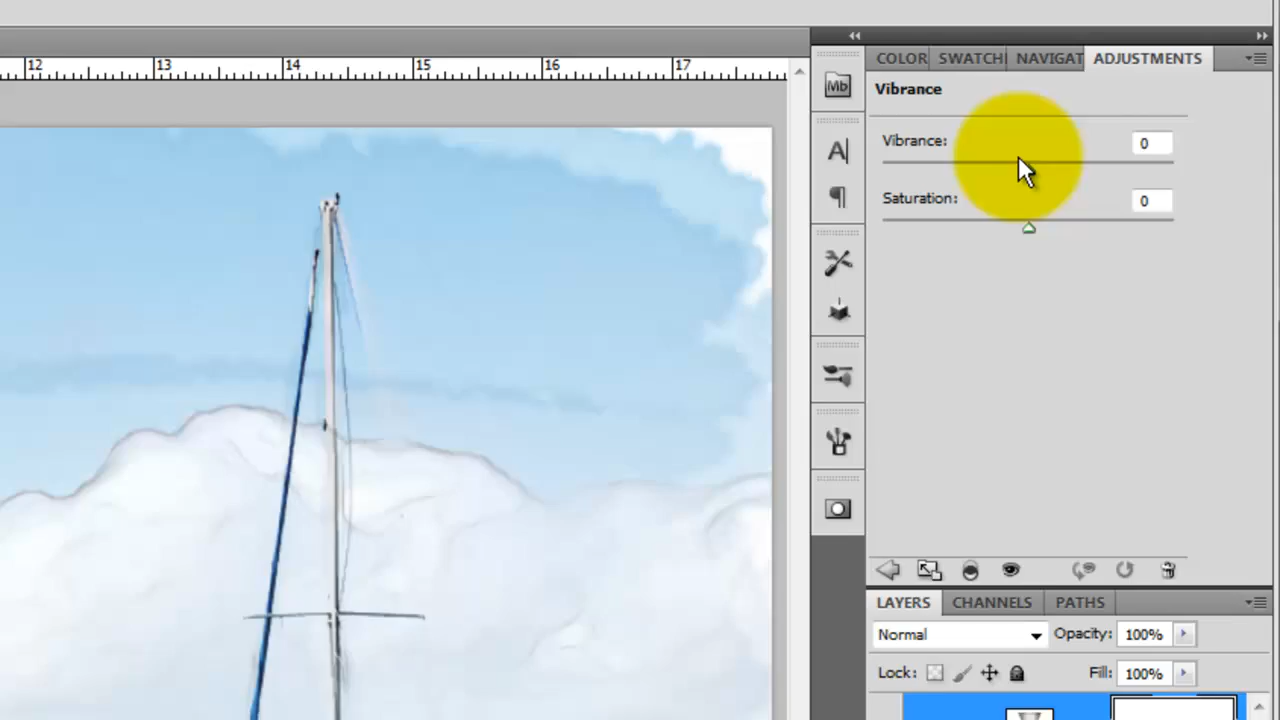 12 13 14 15 16 17
COLOR SWATCH NAVIGAT ADJUSTMENTS
Mb
Vibrance
A
Vibrance: 0
Saturation: 0
LAYERS CHANNELS PATHS
Normal Opacity: 100%
Lock: Fill: 100%